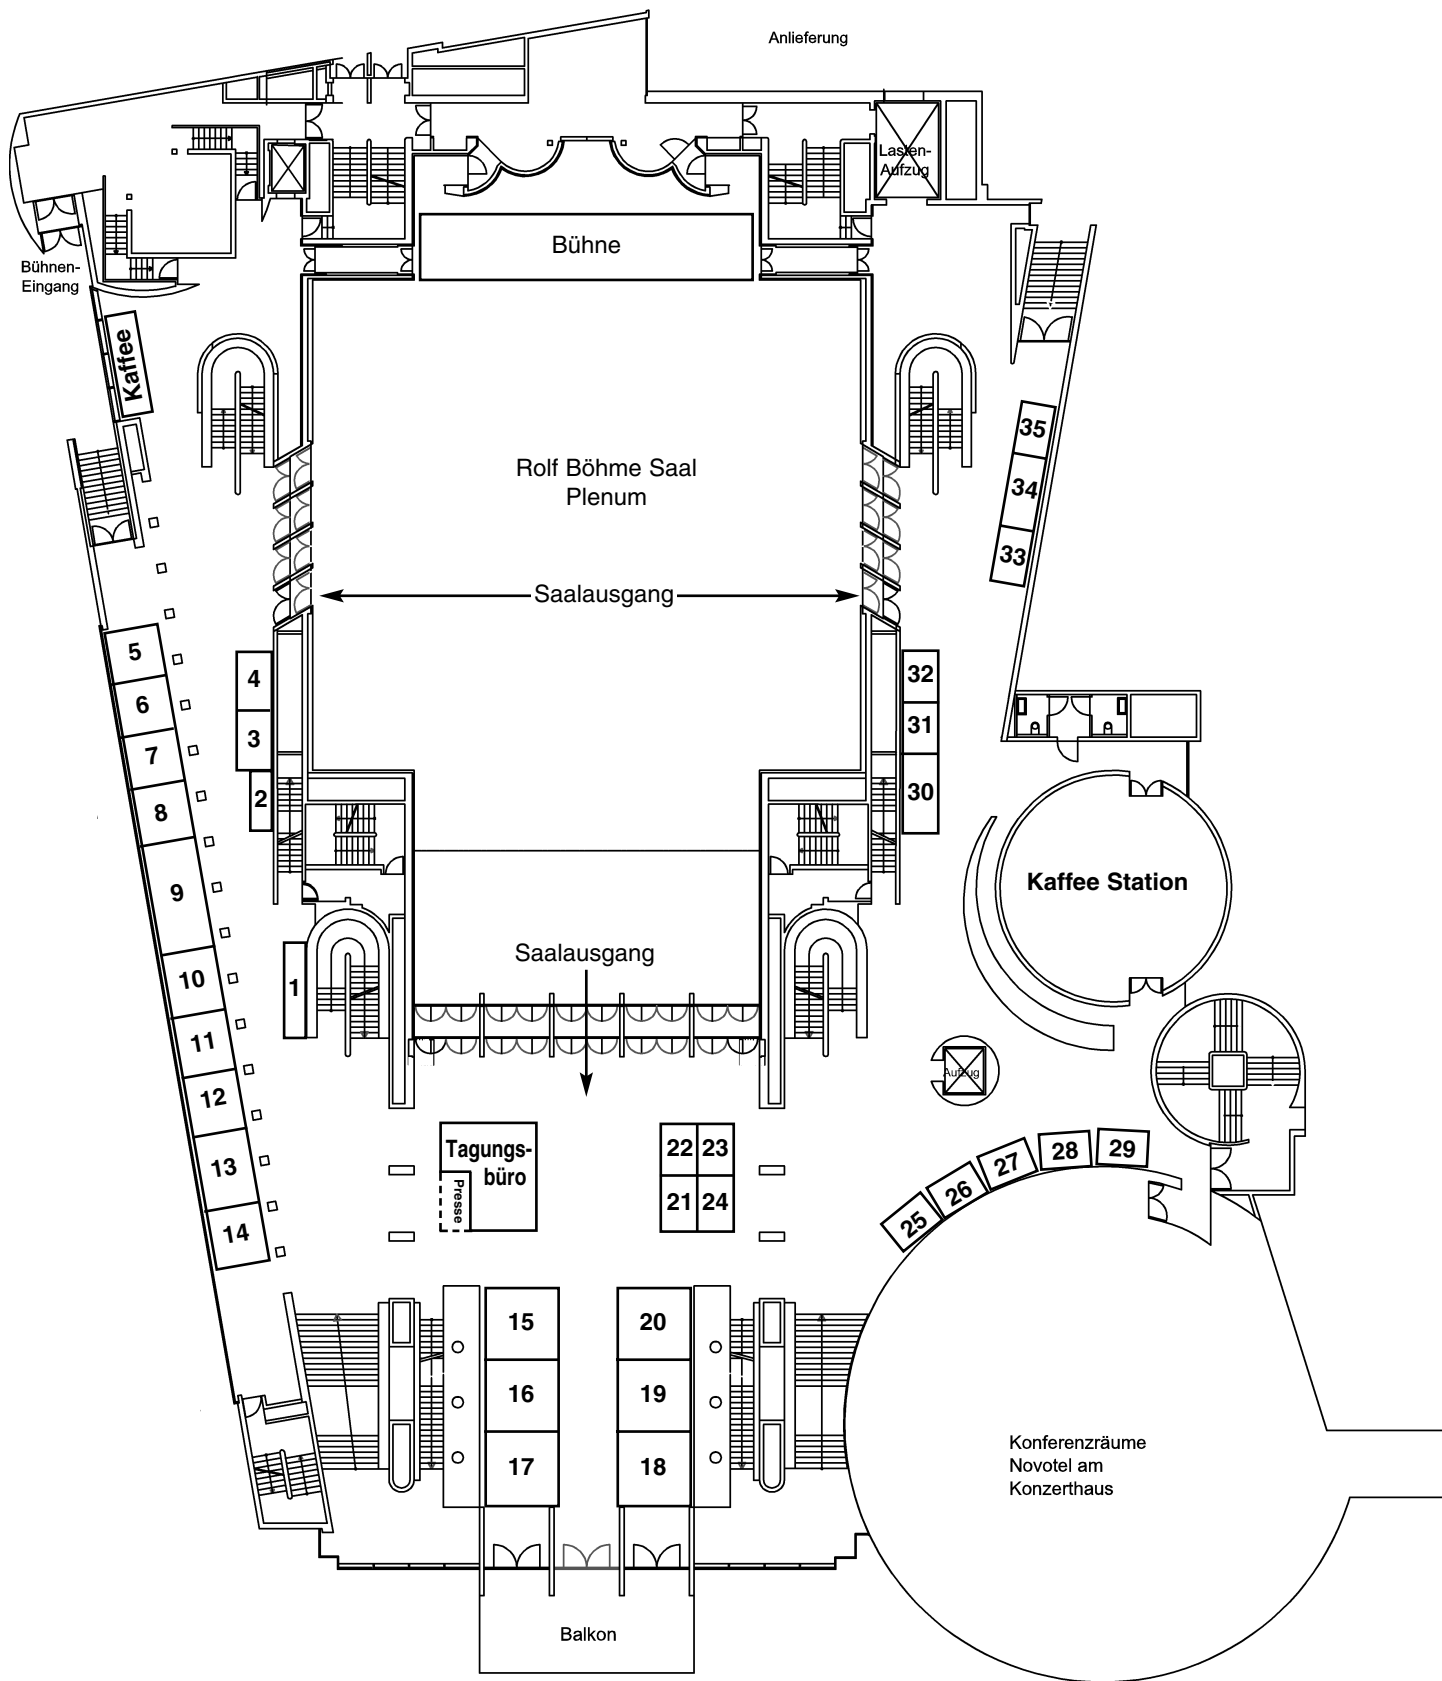 Anlieferung
Lasten-
Aufzug
Bühne
Bühnen-
Eingang
Kaffee
Rolf Böhme Saal
Plenum
35
34
33
Saalausgang
5
6
7
8
9
10
11
12
13
14
4
3
2
1
32
31
30
Kaffee Station
Saalausgang
Aufzug
Tagungs-
büro
Presse
22
23
21
24
25
26
27
28
29
15
16
17
20
19
18
Konferenzräume
Novotel am
Konzerthaus
Balkon